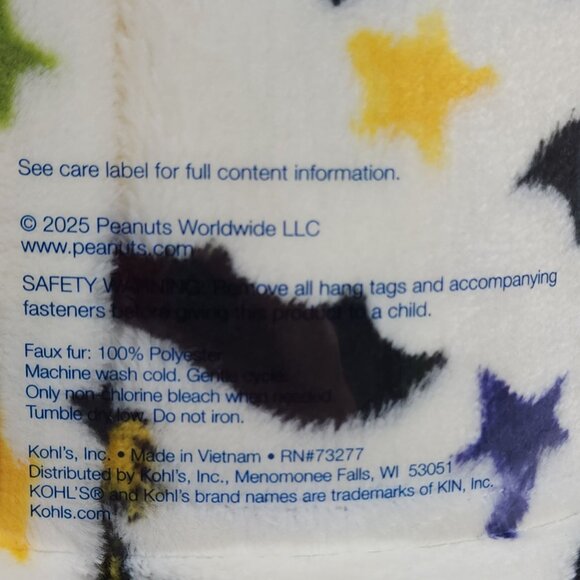 See care label for full content information.
© 2025 Peanuts Worldwide LLC
www.peanuts.com
SAFETY WARNING: Remove all hang tags and accompanying
fasteners before giving this product to a child.
Faux fur: 100% Polyester
Machine wash cold. Gentle cycle.
Only non-chlorine bleach when needed
Tumble dry low. Do not iron.
Kohl's, Inc. • Made in Vietnam • RN#73277
Distributed by Kohl's, Inc., Menomonee Falls, WI 53051
KOHL'S® and Kohl's brand names are trademarks of KIN, Inc.
Kohls.com